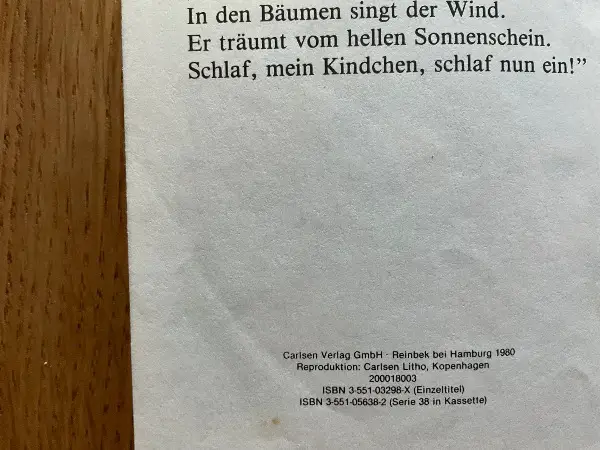 In den Bäumen singt der Wind.
Er träumt vom hellen Sonnenschein.
Schlaf, mein Kindchen, schlaf nun ein!”
Carlsen Verlag GmbH · Reinbek bei Hamburg 1980
Reproduktion: Carlsen Litho, Kopenhagen
200018003
ISBN 3-551-03298-X (Einzeltitel)
ISBN 3-551-05638-2 (Serie 38 in Kassette)